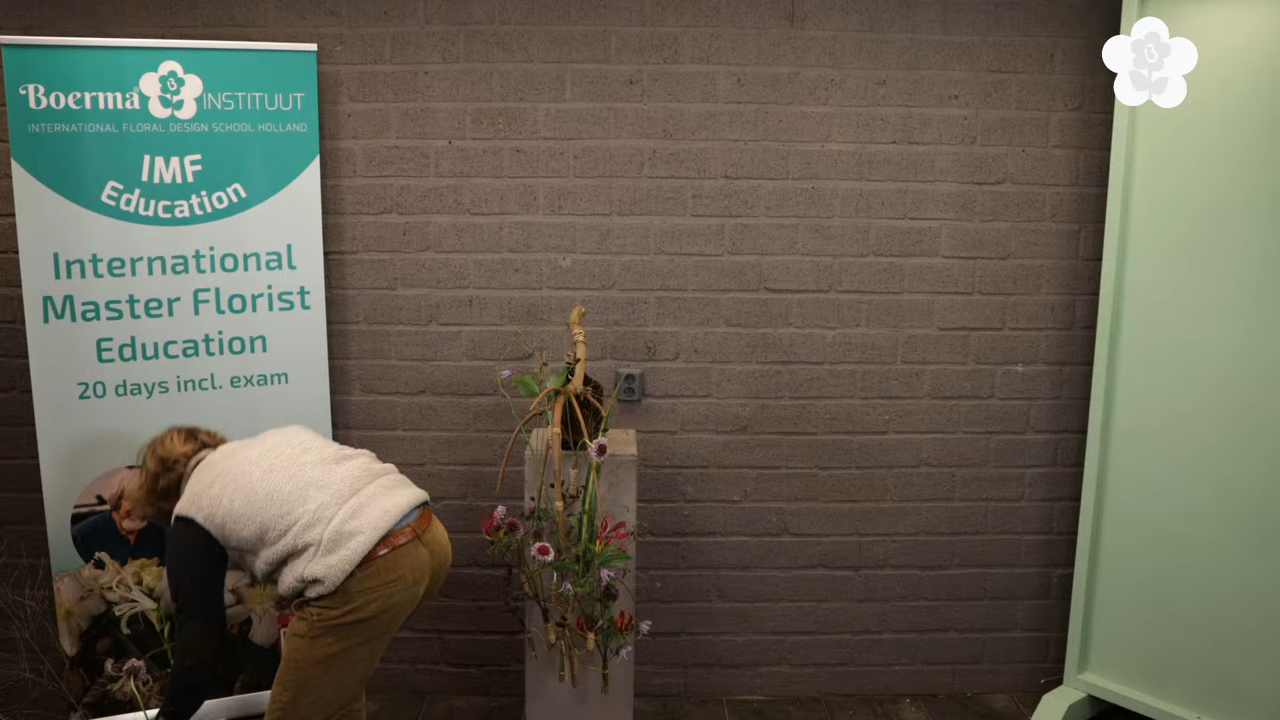 Boerma INSTITUUT
INTERNATIONAL FLORAL DESIGN SCHOOL HOLLAND
IMF
Education
International
Master Florist
Education
20 days incl. exam
B